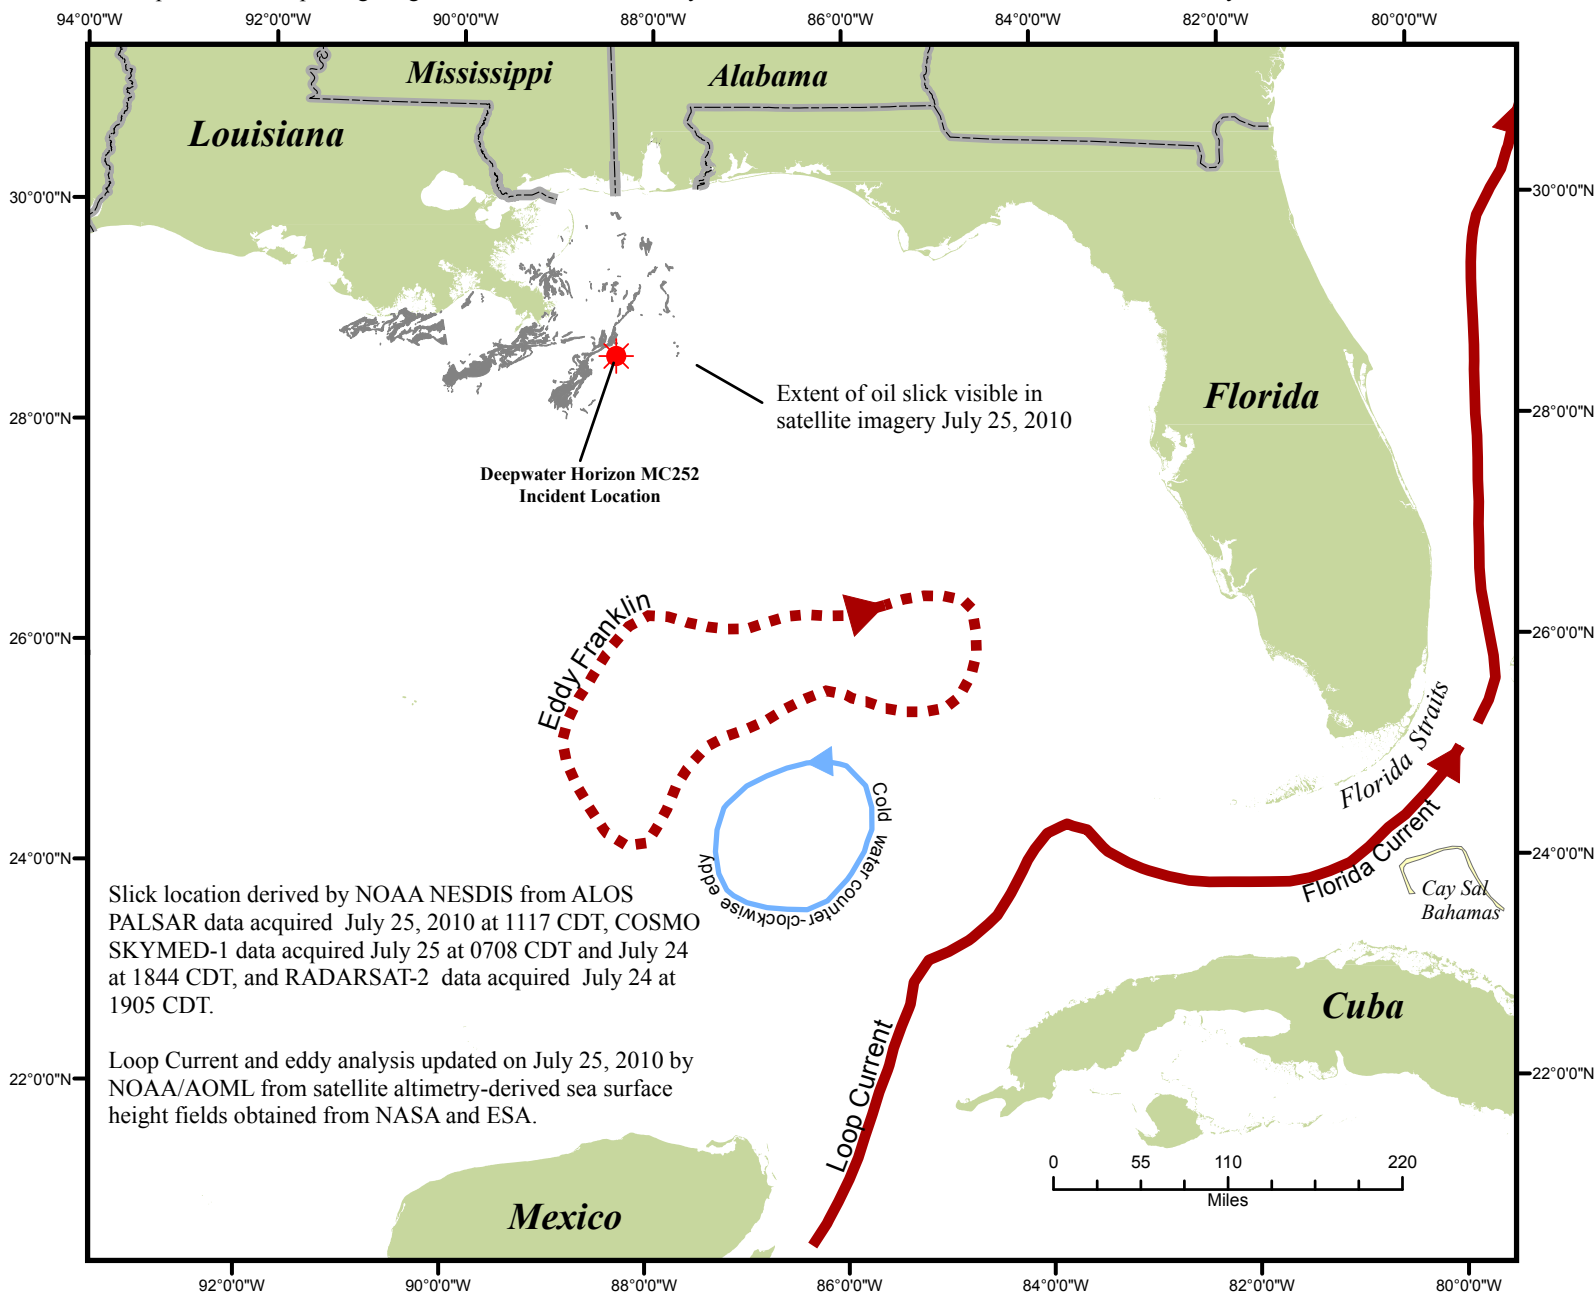 94°0'0"W 92°0'0"W 90°0'0"W 88°0'0"W 86°0'0"W 84°0'0"W 82°0'0"W 80°0'0"W
Mississippi
Alabama
Louisiana
30°0'0"N
30°0'0"N
Florida
Extent of oil slick visible in
satellite imagery July 25, 2010
28°0'0"N
28°0'0"N
Deepwater Horizon MC252
Incident Location
Eddy Franklin
26°0'0"N
26°0'0"N
Florida Straits
Cold water counter-clockwise eddy
Florida Current
24°0'0"N
24°0'0"N
Cay Sal
Bahamas
Slick location derived by NOAA NESDIS from ALOS
PALSAR data acquired July 25, 2010 at 1117 CDT, COSMO
SKYMED-1 data acquired July 25 at 0708 CDT and July 24
at 1844 CDT, and RADARSAT-2 data acquired July 24 at
1905 CDT.
Cuba
Loop Current
Loop Current and eddy analysis updated on July 25, 2010 by
NOAA/AOML from satellite altimetry-derived sea surface
height fields obtained from NASA and ESA.
22°0'0"N
22°0'0"N
0 55 110 220
Miles
Mexico
92°0'0"W 90°0'0"W 88°0'0"W 86°0'0"W 84°0'0"W 82°0'0"W 80°0'0"W